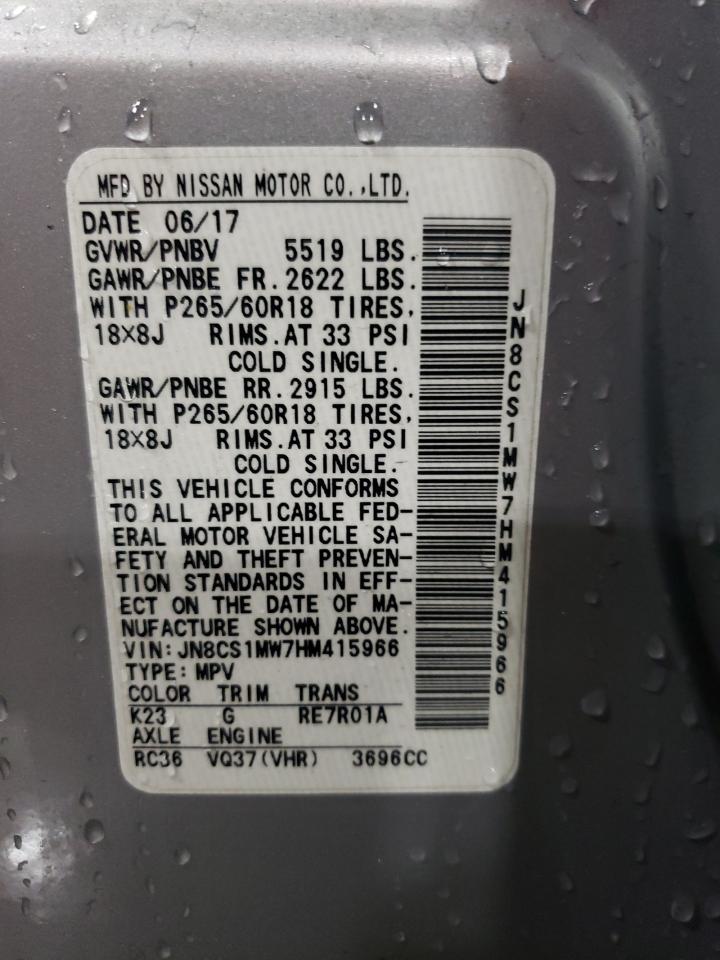 MFD BY NISSAN MOTOR CO.,LTD.
DATE 06/17
GVWR/PNBV 5519 LBS.
GAWR/PNBE FR. 2622 LBS.
WITH P265/60R18 TIRES,
18X8J RIMS.AT 33 PSI
COLD SINGLE.
GAWR/PNBE RR. 2915 LBS.
WITH P265/60R18 TIRES,
18X8J RIMS.AT 33 PSI
COLD SINGLE.
THIS VEHICLE CONFORMS
TO ALL APPLICABLE FED-
ERAL MOTOR VEHICLE SA-
FETY AND THEFT PREVEN-
TION STANDARDS IN EFF-
ECT ON THE DATE OF MA-
NUFACTURE SHOWN ABOVE.
VIN: JN8CS1MW7HM415966
TYPE: MPV
COLOR TRIM TRANS
K23 G RE7R01A
AXLE ENGINE
RC36 VQ37(VHR) 3696CC
JN8CS1MW7HM415966